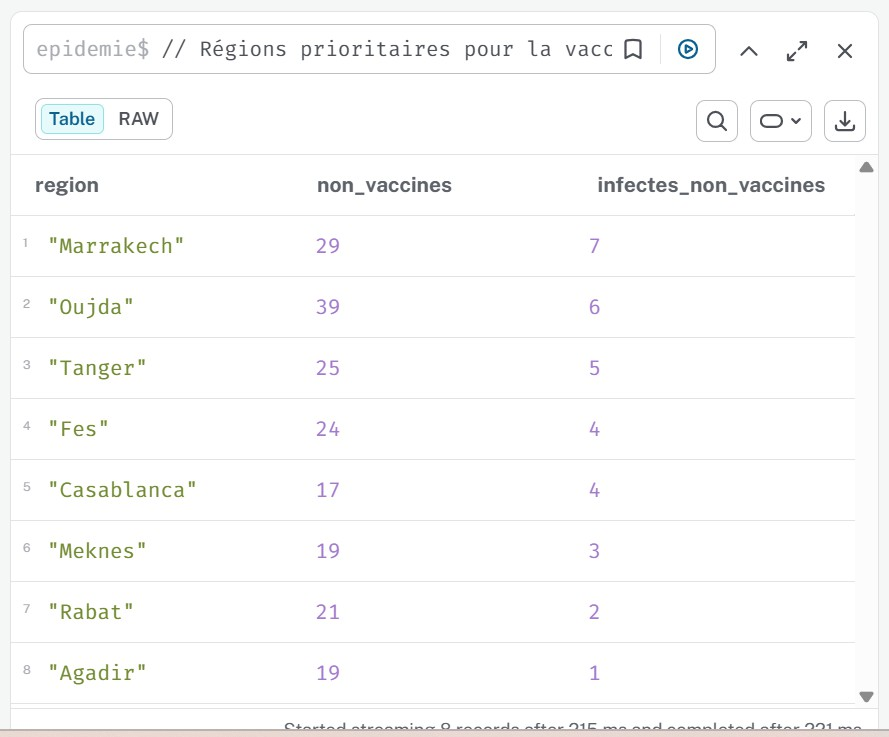 epidemie$ // Régions prioritaires pour la vacc
Table RAW
region non_vaccines infectes_non_vaccines
1 "Marrakech" 29 7
2 "Oujda" 39 6
3 "Tanger" 25 5
4 "Fes" 24 4
5 "Casablanca" 17 4
6 "Meknes" 19 3
7 "Rabat" 21 2
8 "Agadir" 19 1
Started streaming 8 records after 215 ms and completed after 221 ms